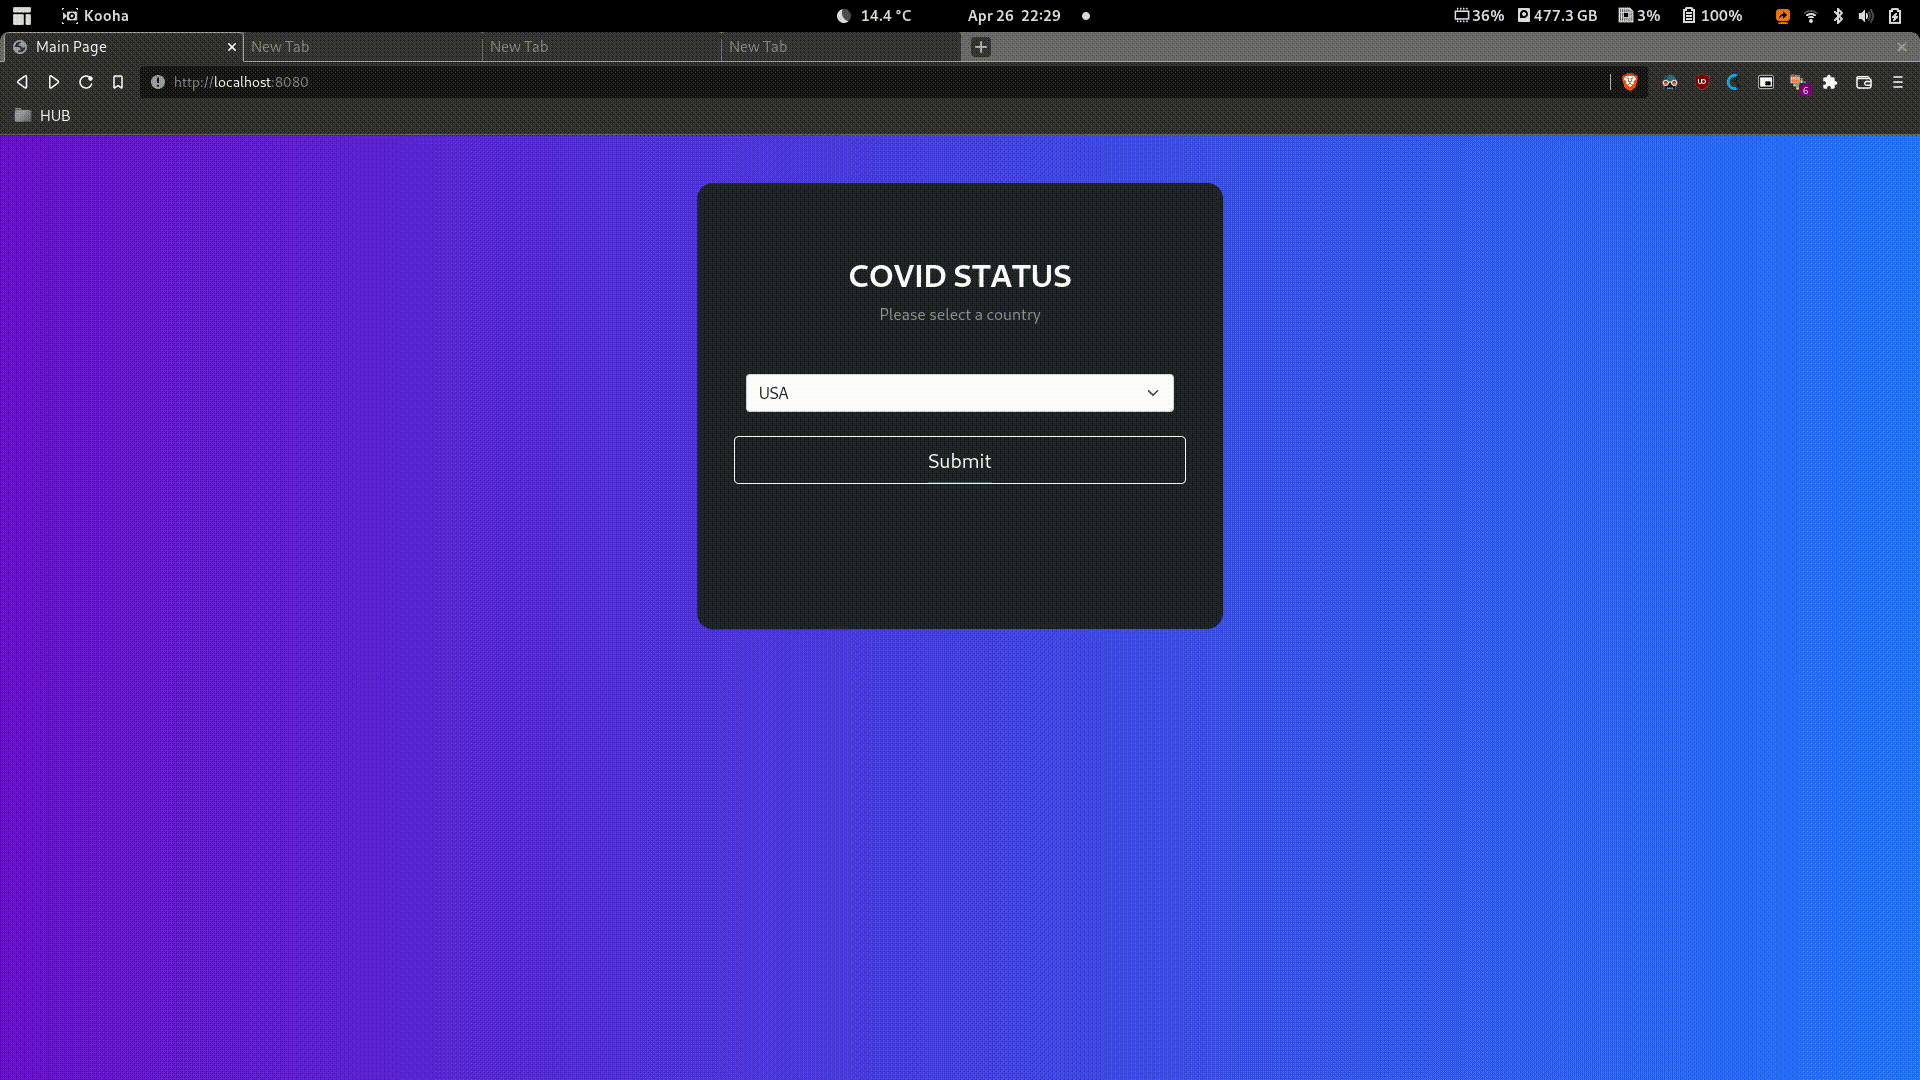 Kooha 14.4 °C Apr 26 22:29 36% 477.3 GB 3% 100%
Main Page New Tab New Tab New Tab
http://localhost:8080 6
HUB
COVID STATUS
Please select a country
USA
Submit